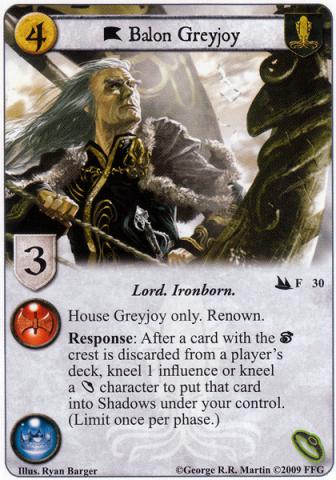 4
Balon Greyjoy
3
Lord. Ironborn.
F 30
House Greyjoy only. Renown.
Response: After a card with the
crest is discarded from a player's
deck, kneel 1 influence or kneel
a character to put that card
into Shadows under your control.
(Limit once per phase.)
Illus. Ryan Barger
©George R.R. Martin ©2009 FFG